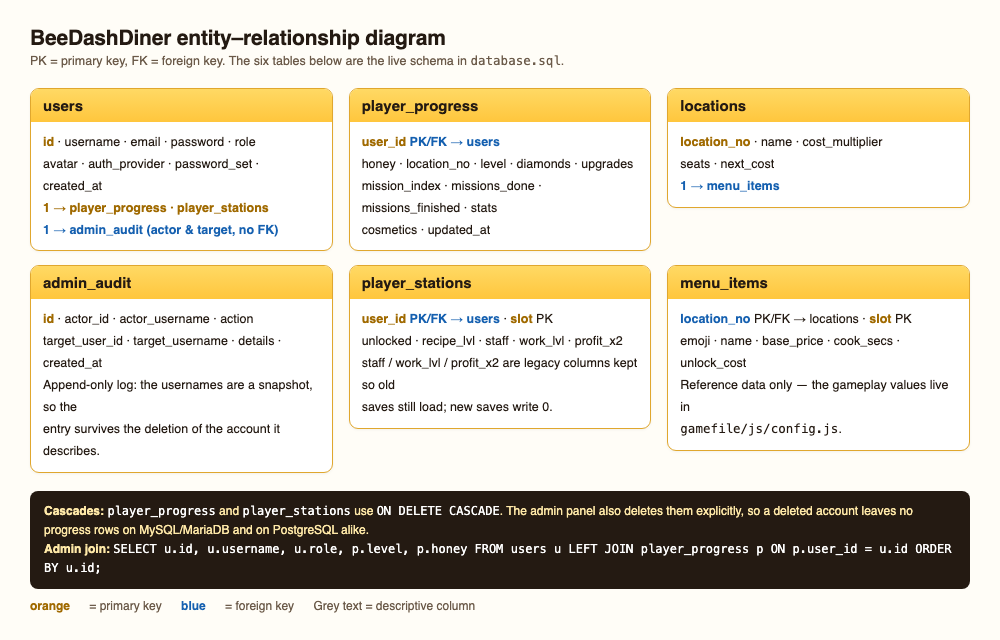 BeeDashDiner entity–relationship diagram
PK = primary key, FK = foreign key. The six tables below are the live schema in database.sql.
users
id · username · email · password · role
avatar · auth_provider · password_set ·
created_at
1 → player_progress · player_stations
1 → admin_audit (actor & target, no FK)
player_progress
user_id PK/FK → users
honey · location_no · level · diamonds · upgrades
mission_index · missions_done ·
missions_finished · stats
cosmetics · updated_at
locations
location_no · name · cost_multiplier
seats · next_cost
1 → menu_items
admin_audit
id · actor_id · actor_username · action
target_user_id · target_username · details ·
created_at
Append-only log: the usernames are a snapshot,
so the
entry survives the deletion of the account it
describes.
player_stations
user_id PK/FK → users · slot PK
unlocked · recipe_lvl · staff · work_lvl · profit_x2
staff / work_lvl / profit_x2 are legacy columns kept
so old
saves still load; new saves write 0.
menu_items
location_no PK/FK → locations · slot PK
emoji · name · base_price · cook_secs ·
unlock_cost
Reference data only — the gameplay values live
in
gamefile/js/config.js.
Cascades: player_progress and player_stations use ON DELETE CASCADE. The admin panel also deletes them explicitly, so a deleted account leaves no
progress rows on MySQL/MariaDB and on PostgreSQL alike.
Admin join: SELECT u.id, u.username, u.role, p.level, p.honey FROM users u LEFT JOIN player_progress p ON p.user_id = u.id ORDER
BY u.id;
orange = primary key blue = foreign key Grey text = descriptive column